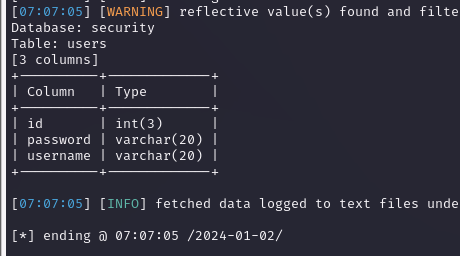 [07:07:05] [WARNING] reflective value(s) found and filte
Database: security
Table: users
[3 columns]
+----------+-------------+
| Column   | Type        |
+----------+-------------+
| id       | int(3)      |
| password | varchar(20) |
| username | varchar(20) |
+----------+-------------+
[07:07:05] [INFO] fetched data logged to text files unde
[*] ending @ 07:07:05 /2024-01-02/